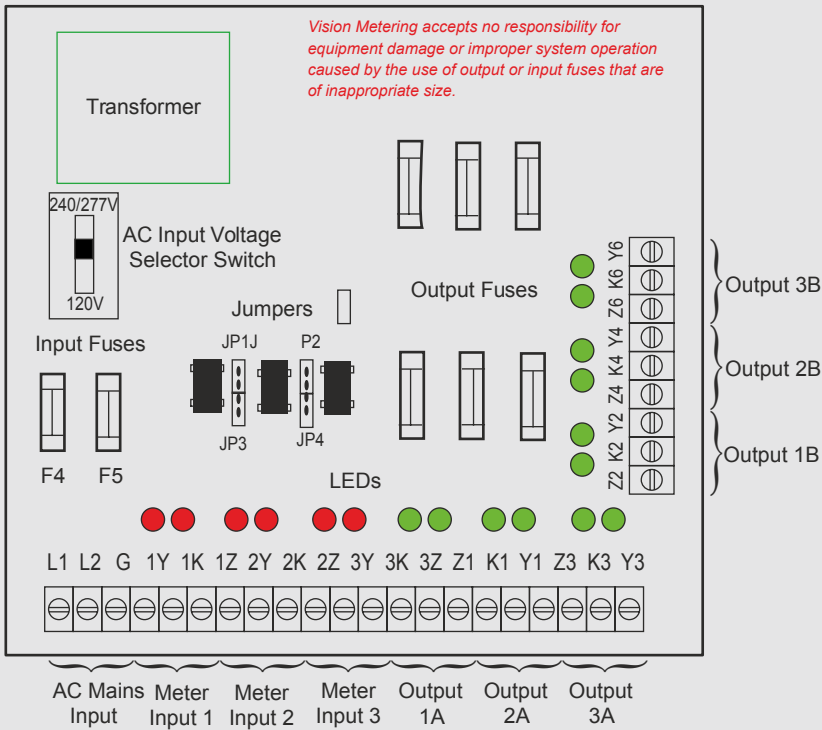 Vision Metering accepts no responsibility for
equipment damage or improper system operation
caused by the use of output or input fuses that are
of inappropriate size.
Transformer
240/277V
AC Input Voltage
Selector Switch
120V
Jumpers
Output Fuses
Input Fuses
JP1J
P2
JP3
JP4
F4
F5
LEDs
Y6
K6
Z6
Output 3B
Y4
K4
Z4
Output 2B
Y2
K2
Z2
Output 1B
L1 L2 G 1Y 1K 1Z 2Y 2K 2Z 3Y 3K 3Z Z1 K1 Y1 Z3 K3 Y3
AC Mains
Input
Meter
Input 1
Meter
Input 2
Meter
Input 3
Output
1A
Output
2A
Output
3A